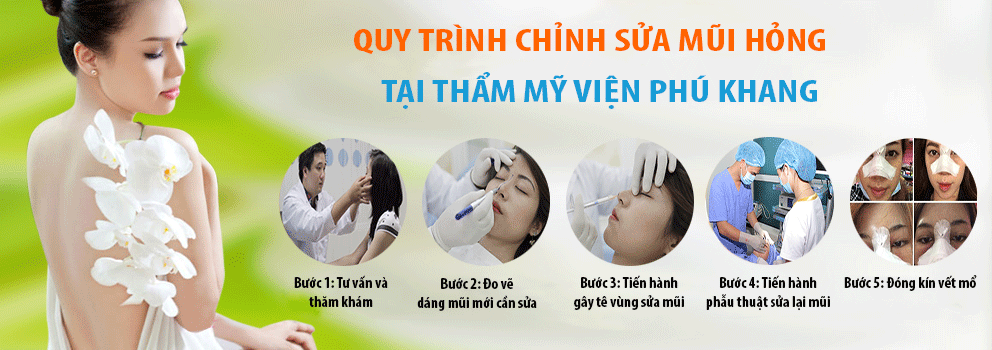 QUY TRÌNH CHỈNH SỬA MŨI HỎNG
TẠI THẨM MỸ VIỆN PHÚ KHANG
Bước 1: Tư vấn và
thăm khám
Bước 2: Đo vẽ
dáng mũi mới cần sửa
Bước 3: Tiến hành
gây tê vùng sửa mũi
Bước 4: Tiến hành
phẫu thuật sửa lại mũi
Bước 5: Đóng kín vết mổ